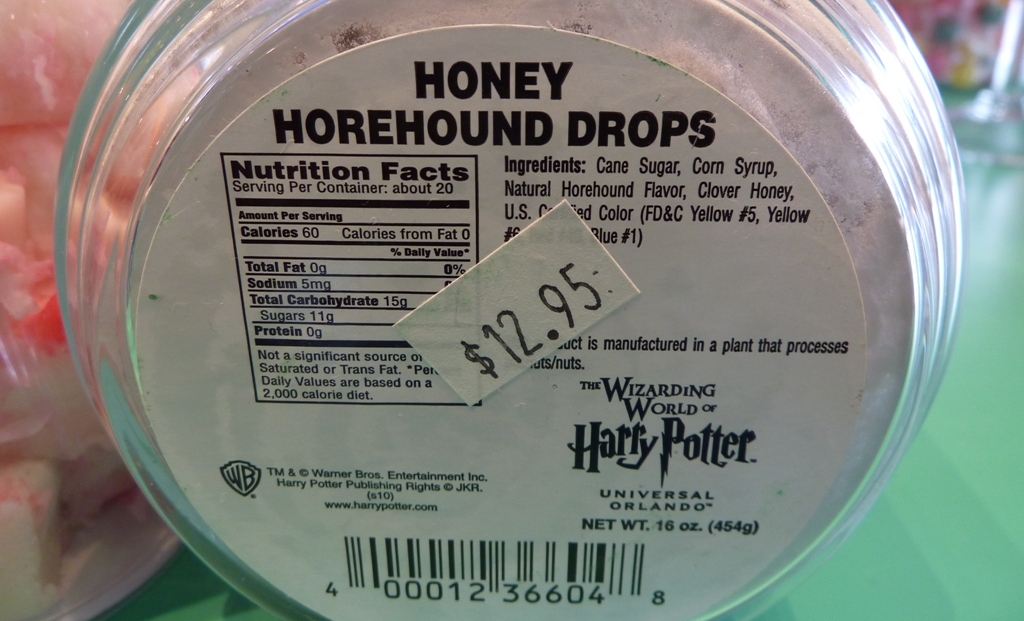 HONEY
HOREHOUND DROPS
Nutrition Facts
Serving Per Container: about 20
Amount Per Serving
Calories 60 Calories from Fat 0
% Daily Value*
Total Fat 0g 0%
Sodium 5mg
Total Carbohydrate 15g
Sugars 11g
Protein 0g
Not a significant source
Saturated or Trans Fat.
Daily Values are based on a
2,000 calorie diet.
Ingredients: Cane Sugar, Corn Syrup,
Natural Horehound Flavor, Clover Honey,
U.S. Color (FD&C Yellow #5, Yellow
Blue #1)
$12.95
is manufactured in a plant that processes
/nuts.
THE WIZARDING
WORLD OF
Harry Potter
UNIVERSAL
ORLANDO™
NET WT. 16 oz. (454g)
WB
TM & © Warner Bros. Entertainment Inc.
Harry Potter Publishing Rights © JKR.
(s10)
www.harrypotter.com
4 00012 36604 8